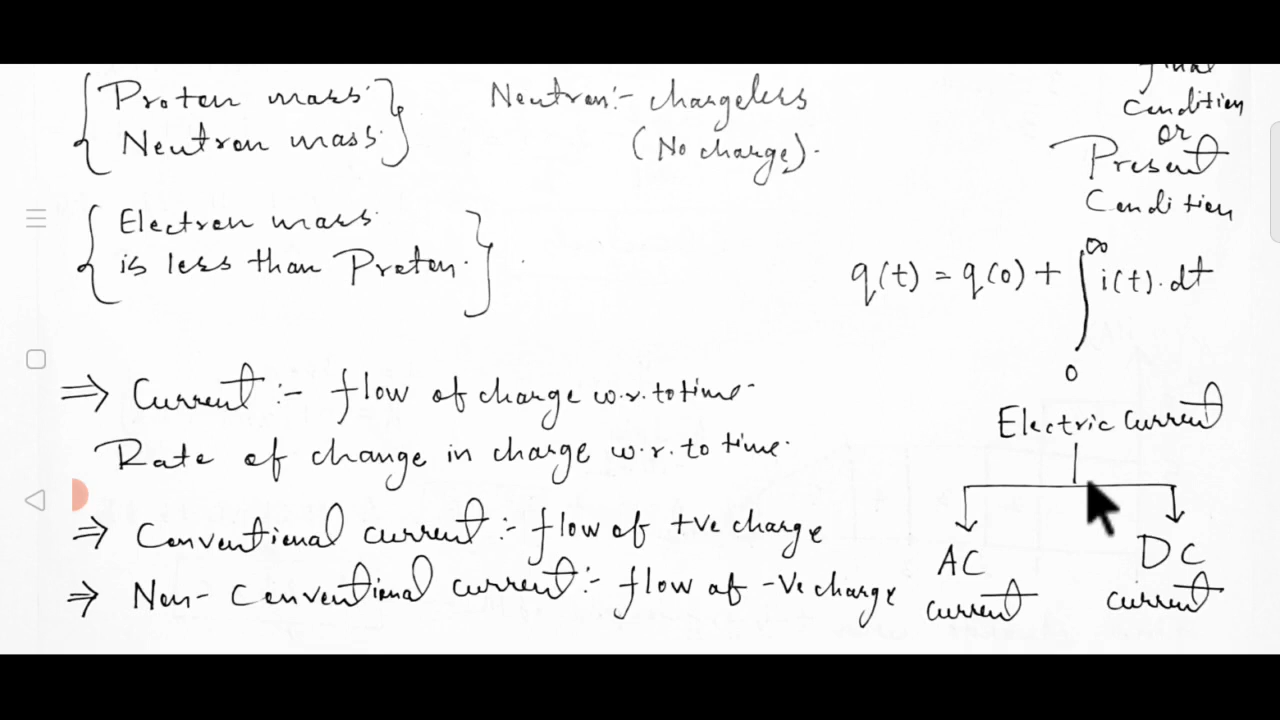 Proton mass
Neutron mass
Neutron:- chargeless
(No charge).
Final
Condition
or
Present
Condition
Electron mass
is less than Proton.
q(t) = q(0) + ∫₀^∞ i(t).dt
⇒ Current:- flow of charge w.r.to time.
Rate of change in charge w.r.to time.
⇒ Conventional current:- flow of +ve charge
⇒ Non-Conventional current:- flow of -Ve charge
Electric Current
AC
current
DC
current